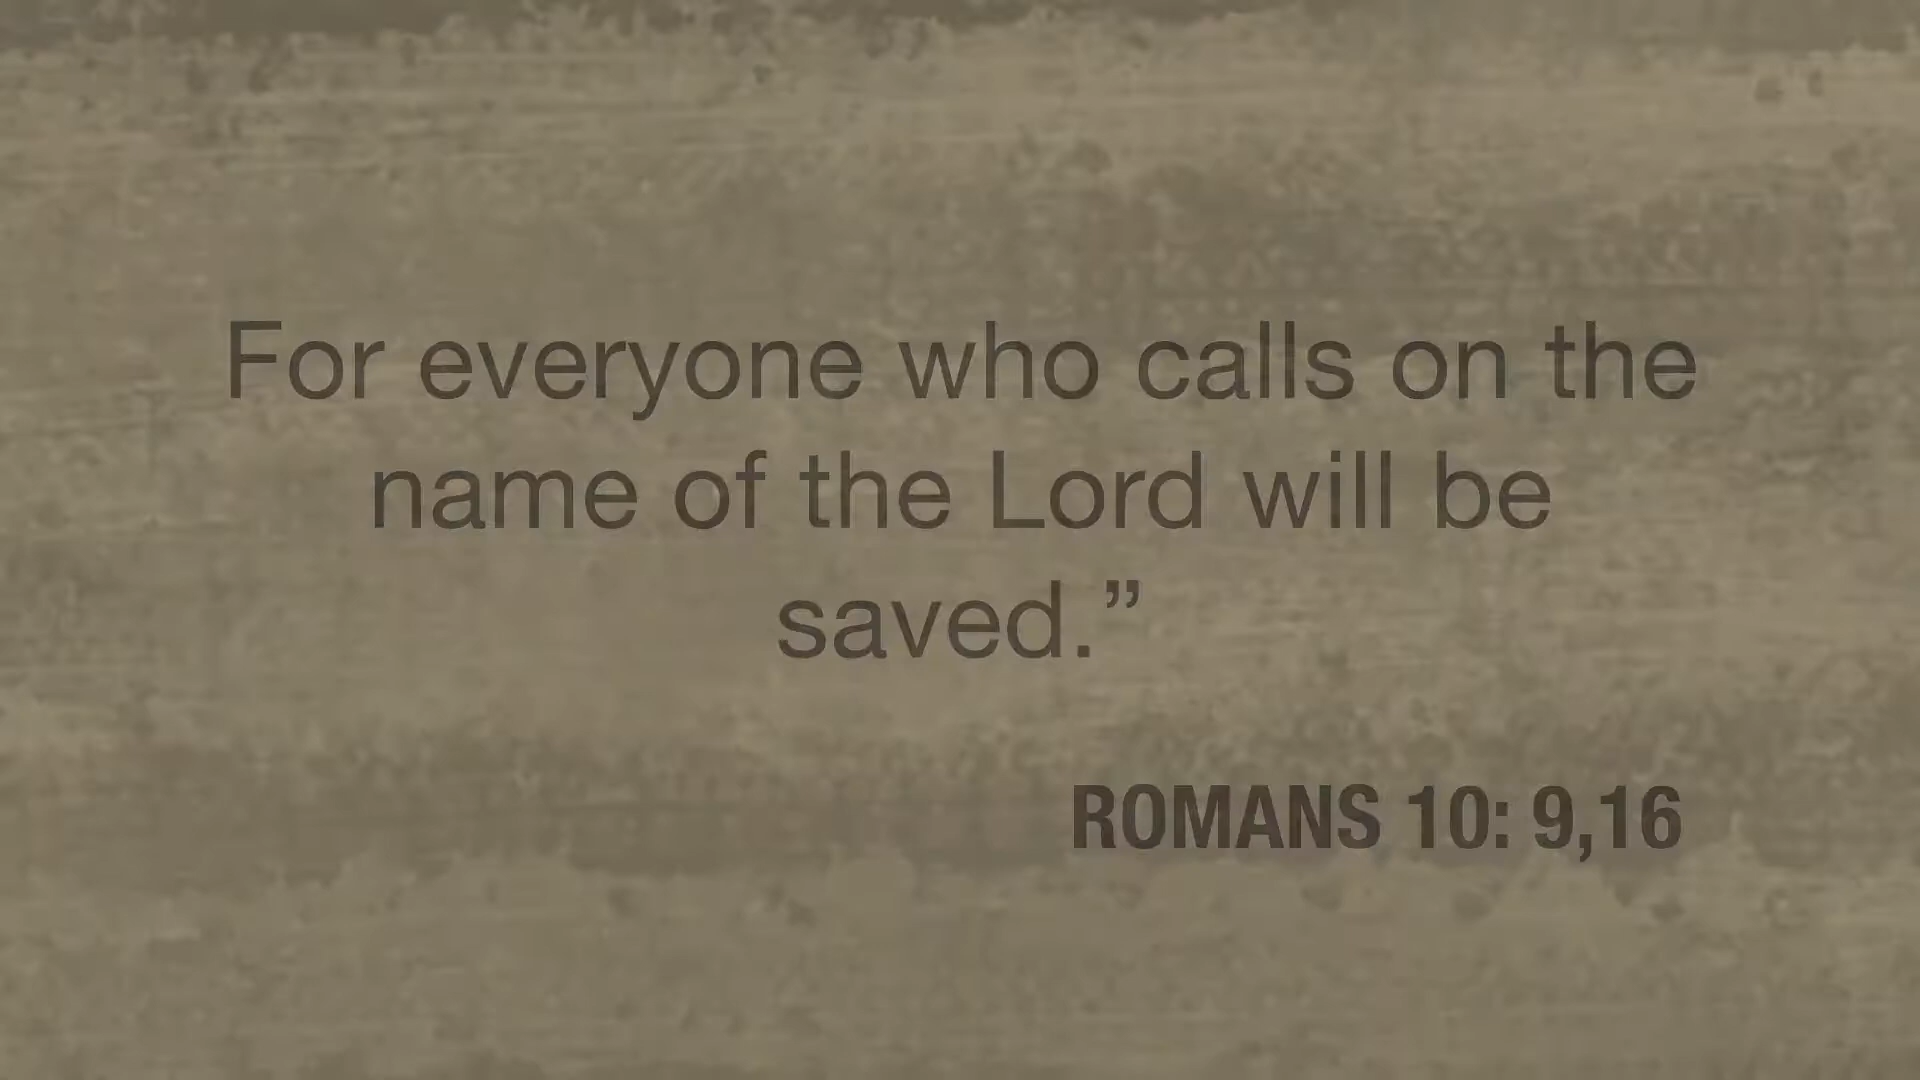 For everyone who calls on the
name of the Lord will be
saved.”
ROMANS 10: 9,16